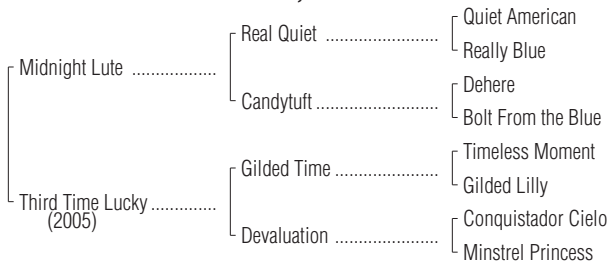 Quiet American
Real Quiet ......................
Really Blue
Midnight Lute .................
Dehere
Candytuft ........................
Bolt From the Blue
Timeless Moment
Gilded Time ....................
Gilded Lilly
Third Time Lucky ..............
(2005)
Conquistador Cielo
Devaluation ....................
Minstrel Princess